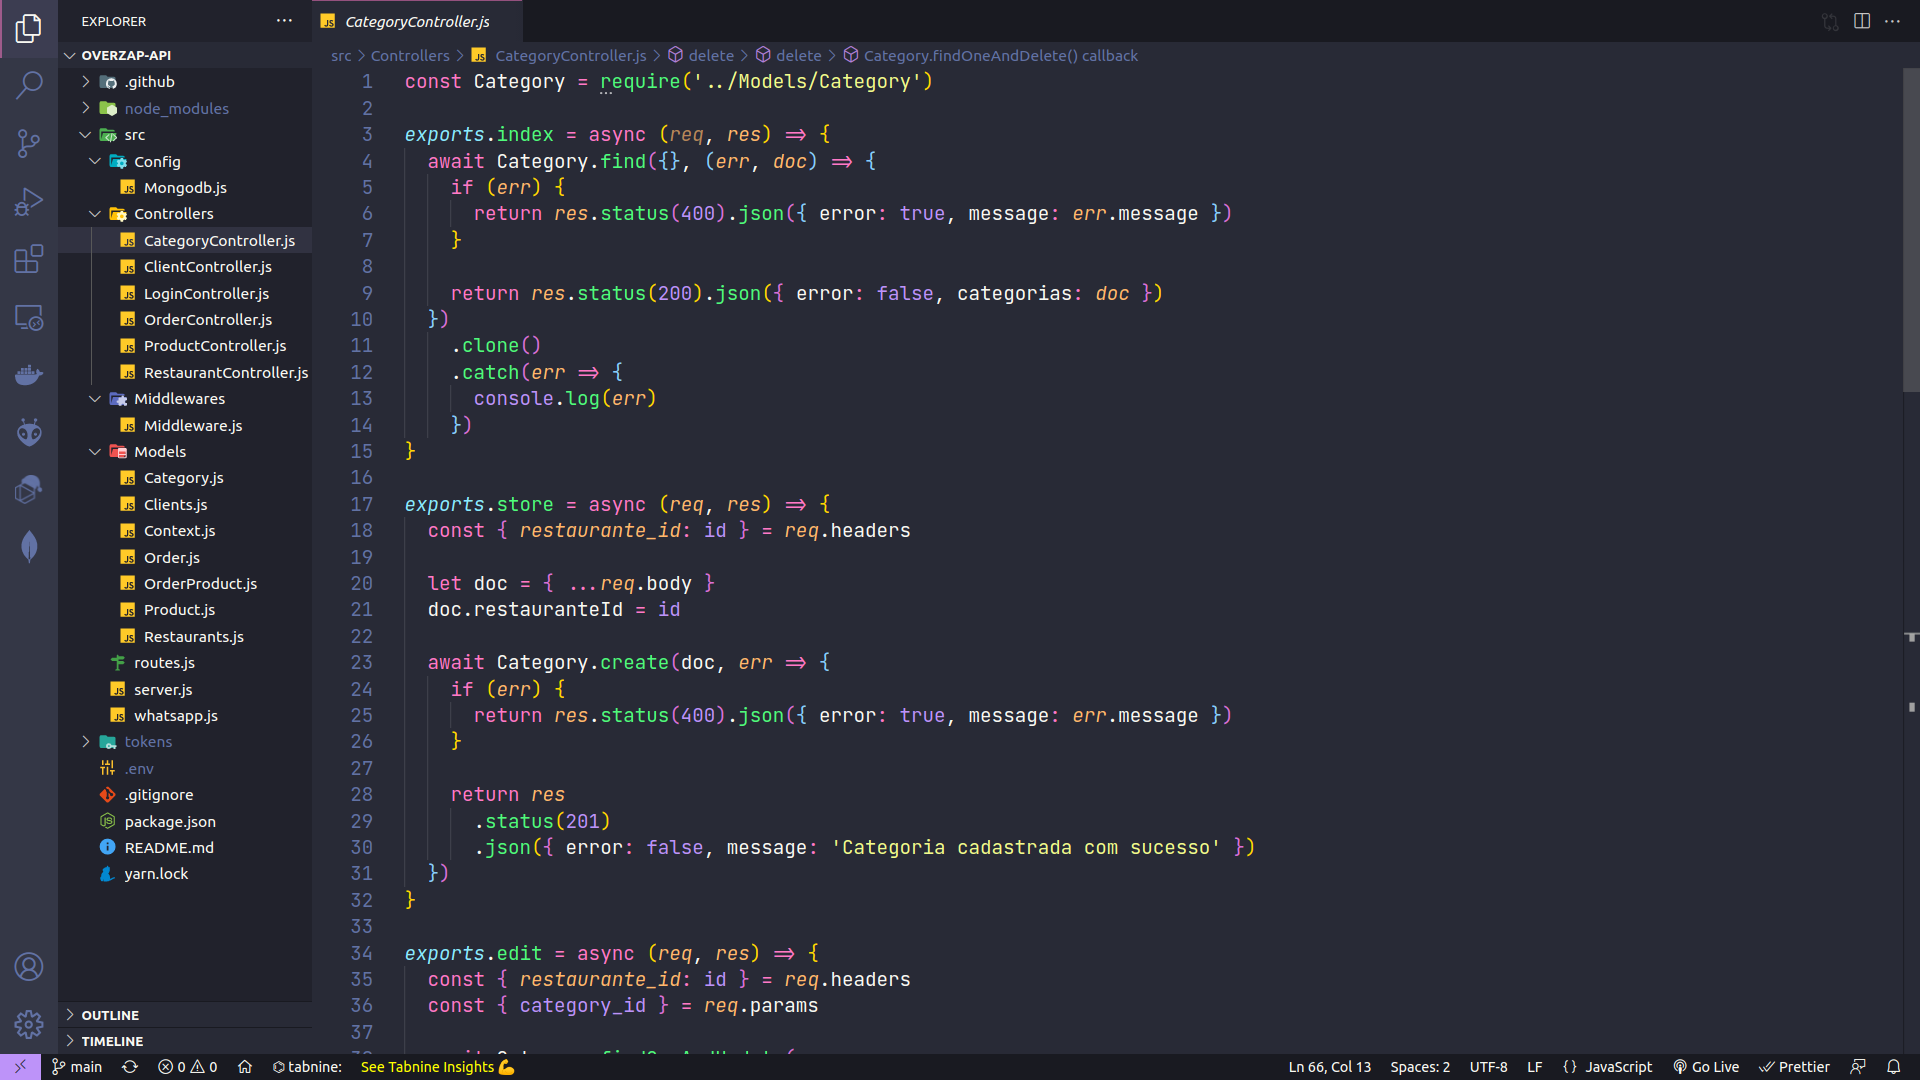 EXPLORER
OVERZAP-API
.github
node_modules
src
Config
Mongodb.js
Controllers
CategoryController.js
ClientController.js
LoginController.js
OrderController.js
ProductController.js
RestaurantController.js
Middlewares
Middleware.js
Models
Category.js
Clients.js
Context.js
Order.js
OrderProduct.js
Product.js
Restaurants.js
routes.js
server.js
whatsapp.js
tokens
.env
.gitignore
package.json
README.md
yarn.lock
OUTLINE
TIMELINE
JS CategoryController.js
src > Controllers > JS CategoryController.js > delete > delete > Category.findOneAndDelete() callback
1 const Category = require('../Models/Category')
2
3 exports.index = async (req, res) => {
4 await Category.find({}, (err, doc) => {
5 if (err) {
6 return res.status(400).json({ error: true, message: err.message })
7 }
8
9 return res.status(200).json({ error: false, categorias: doc })
10 })
11 .clone()
12 .catch(err => {
13 console.log(err)
14 })
15 }
16
17 exports.store = async (req, res) => {
18 const { restaurante_id: id } = req.headers
19
20 let doc = { ...req.body }
21 doc.restauranteId = id
22
23 await Category.create(doc, err => {
24 if (err) {
25 return res.status(400).json({ error: true, message: err.message })
26 }
27
28 return res
29 .status(201)
30 .json({ error: false, message: 'Categoria cadastrada com sucesso' })
31 })
32 }
33
34 exports.edit = async (req, res) => {
35 const { restaurante_id: id } = req.headers
36 const { category_id } = req.params
37
main 0 0 tabnine: See Tabnine Insights 💪 Ln 66, Col 13 Spaces: 2 UTF-8 LF {} JavaScript Go Live Prettier